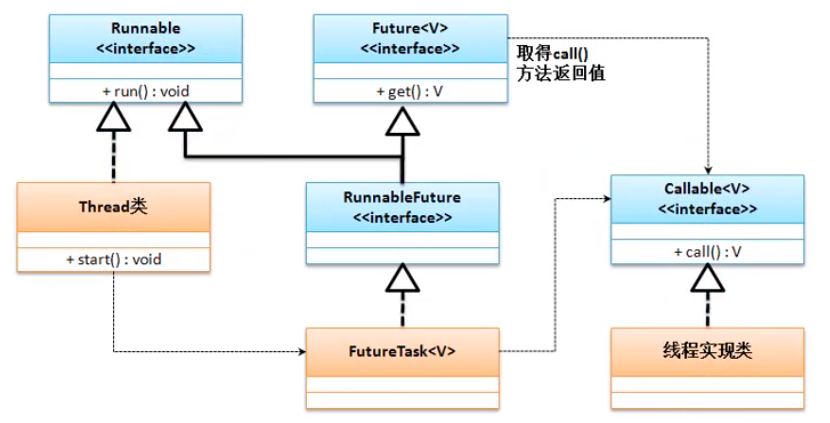 Runnable
<<interface>>
+ run() : void
Future<V>
<<interface>>
+ get() : V
取得call()
方法返回值
Thread类
+ start() : void
RunnableFuture
<<interface>>
Callable<V>
<<interface>>
+ call() : V
FutureTask<V>
线程实现类